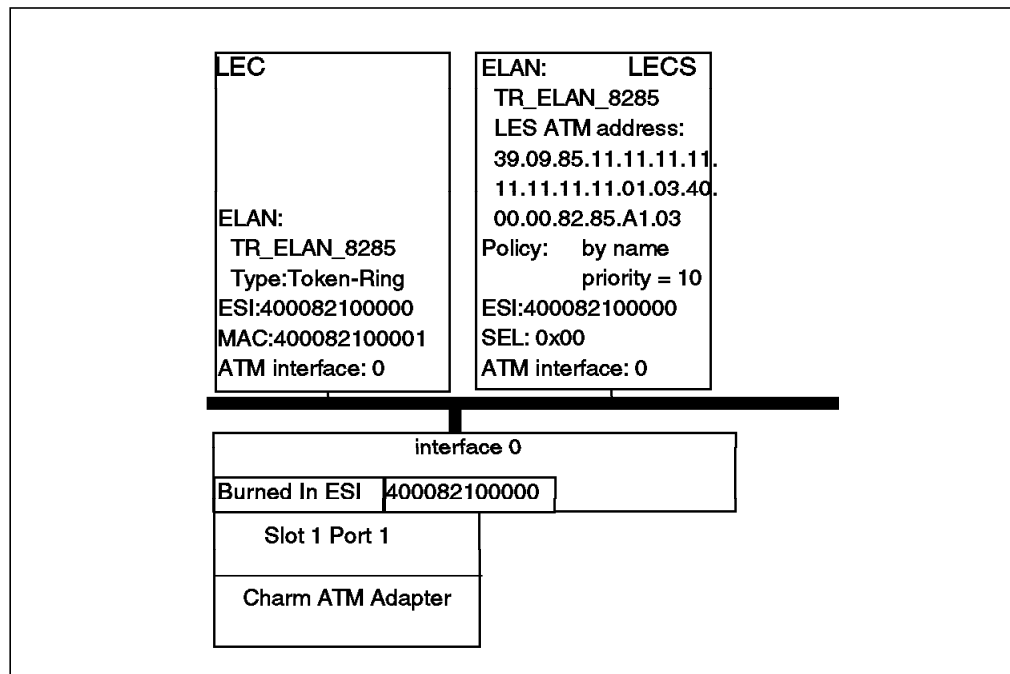 LEC
ELAN:
TR_ELAN_8285
Type:Token-Ring
ESI:400082100000
MAC:400082100001
ATM interface: 0
ELAN: LECS
TR_ELAN_8285
LES ATM address:
39.09.85.11.11.11.11.
11.11.11.11.01.03.40.
00.00.82.85.A1.03
Policy: by name
priority = 10
ESI:400082100000
SEL: 0x00
ATM interface: 0
interface 0
Burned In ESI 400082100000
Slot 1 Port 1
Charm ATM Adapter